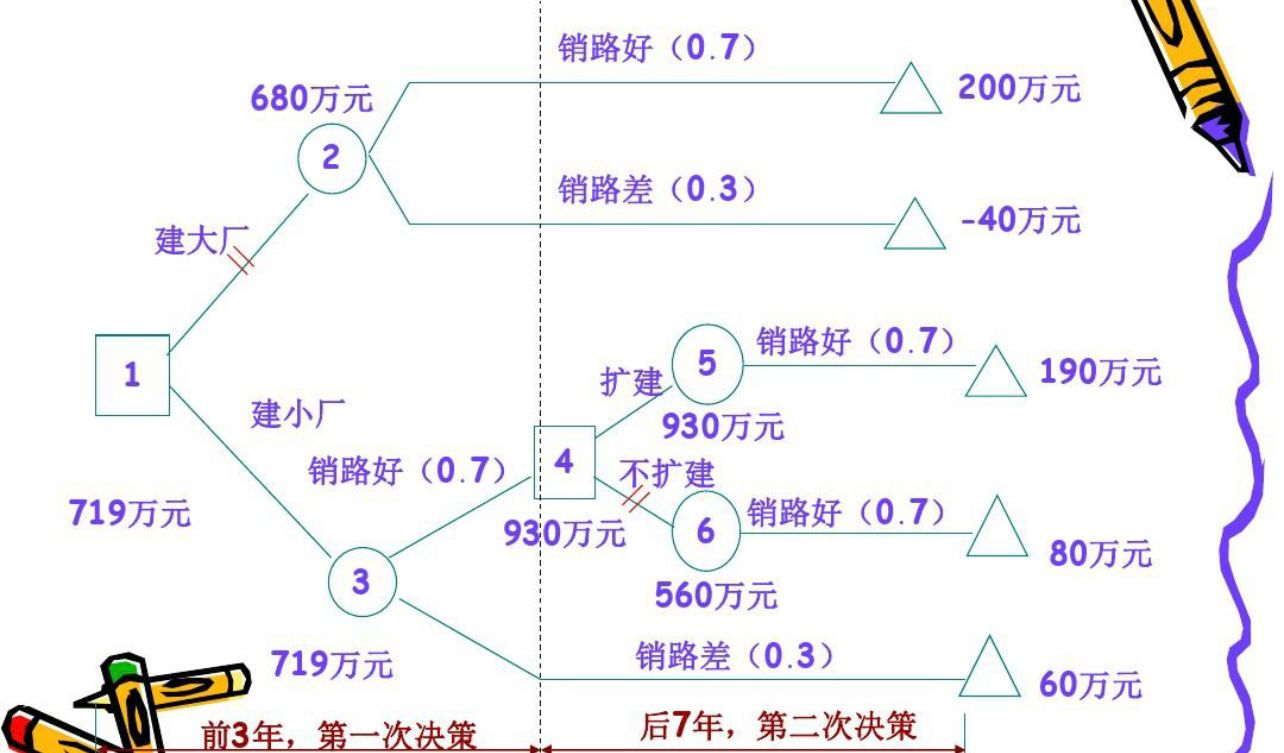 销路好（0.7）
680万元
200万元
2
销路差（0.3）
-40万元
建大厂
1
销路好（0.7）
5
190万元
扩建
930万元
建小厂
销路好（0.7）
4
不扩建
719万元
930万元
6
销路好（0.7）
80万元
3
560万元
719万元
销路差（0.3）
60万元
前3年，第一次决策
后7年，第二次决策